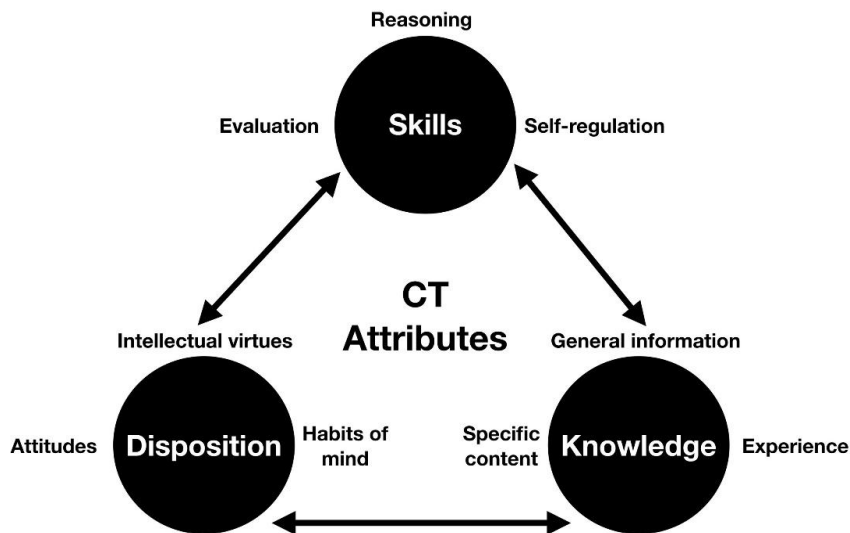 Reasoning
Evaluation
Skills
Self-regulation
CT
Attributes
Intellectual virtues
General information
Attitudes
Disposition
Habits of
mind
Specific
content
Knowledge
Experience